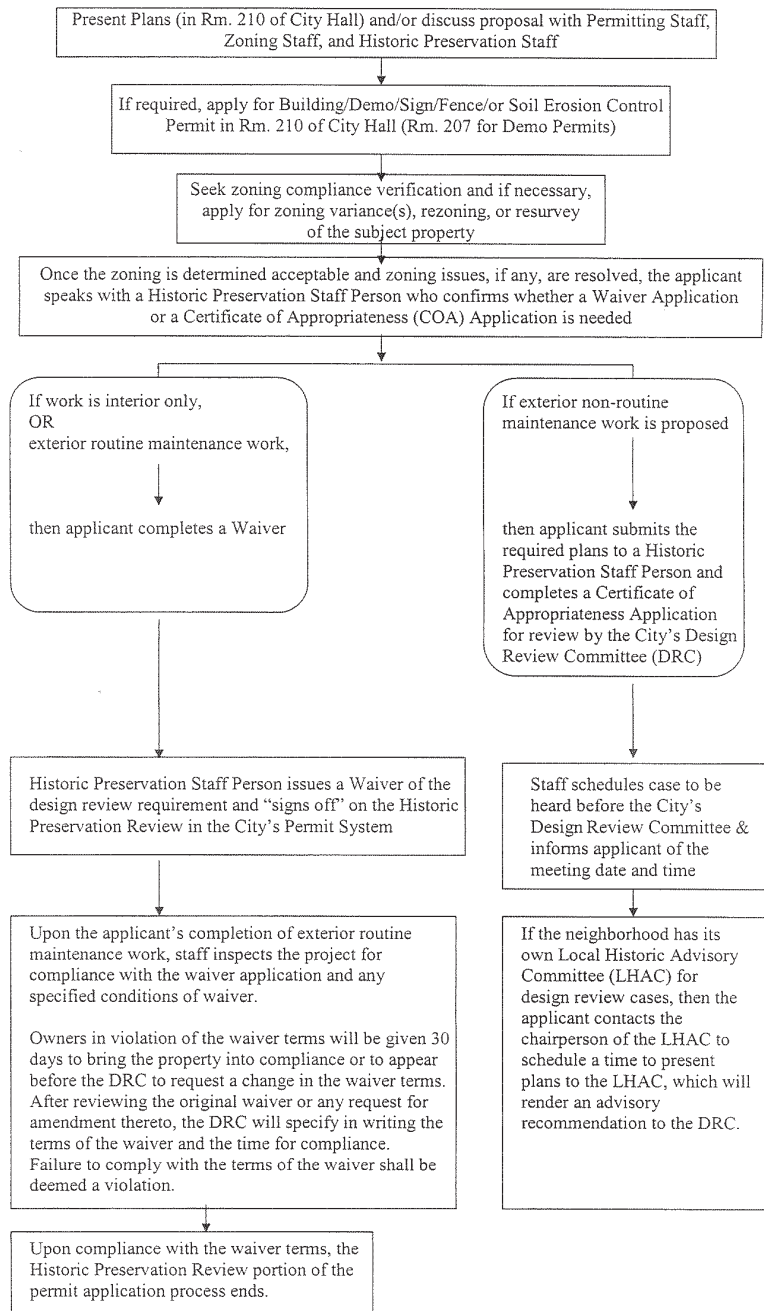 Present Plans (in Rm. 210 of City Hall) and/or discuss proposal with Permitting Staff,
Zoning Staff, and Historic Preservation Staff
If required, apply for Building/Demo/Sign/Fence/or Soil Erosion Control
Permit in Rm. 210 of City Hall (Rm. 207 for Demo Permits)
Seek zoning compliance verification and if necessary,
apply for zoning variance(s), rezoning, or resurvey
of the subject property
Once the zoning is determined acceptable and zoning issues, if any, are resolved, the applicant
speaks with a Historic Preservation Staff Person who confirms whether a Waiver Application
or a Certificate of Appropriateness (COA) Application is needed
If work is interior only,
OR
exterior routine maintenance work,
then applicant completes a Waiver
If exterior non-routine
maintenance work is proposed
then applicant submits the
required plans to a Historic
Preservation Staff Person and
completes a Certificate of
Appropriateness Application
for review by the City's Design
Review Committee (DRC)
Historic Preservation Staff Person issues a Waiver of the
design review requirement and "signs off" on the Historic
Preservation Review in the City's Permit System
Staff schedules case to be
heard before the City's
Design Review Committee &
informs applicant of the
meeting date and time
Upon the applicant's completion of exterior routine
maintenance work, staff inspects the project for
compliance with the waiver application and any
specified conditions of waiver.
Owners in violation of the waiver terms will be given 30
days to bring the property into compliance or to appear
before the DRC to request a change in the waiver terms.
After reviewing the original waiver or any request for
amendment thereto, the DRC will specify in writing the
terms of the waiver and the time for compliance.
Failure to comply with the terms of the waiver shall be
deemed a violation.
If the neighborhood has its
own Local Historic Advisory
Committee (LHAC) for
design review cases, then the
applicant contacts the
chairperson of the LHAC to
schedule a time to present
plans to the LHAC, which will
render an advisory
recommendation to the DRC.
Upon compliance with the waiver terms, the
Historic Preservation Review portion of the
permit application process ends.